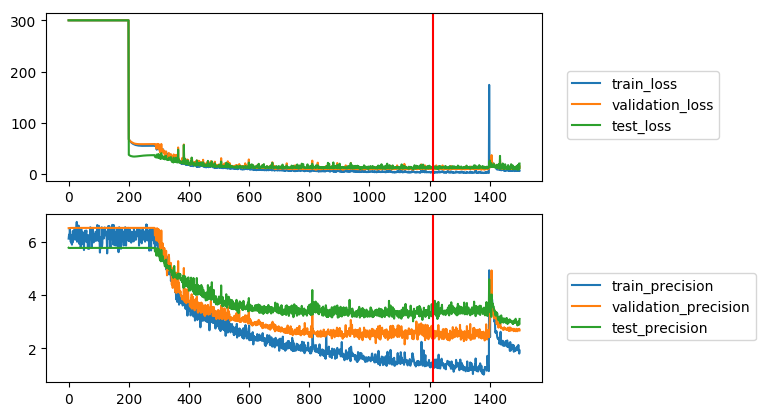 300
200
100
0
0 200 400 600 800 1000 1200 1400
train_loss
validation_loss
test_loss
6
4
2
0 200 400 600 800 1000 1200 1400
train_precision
validation_precision
test_precision